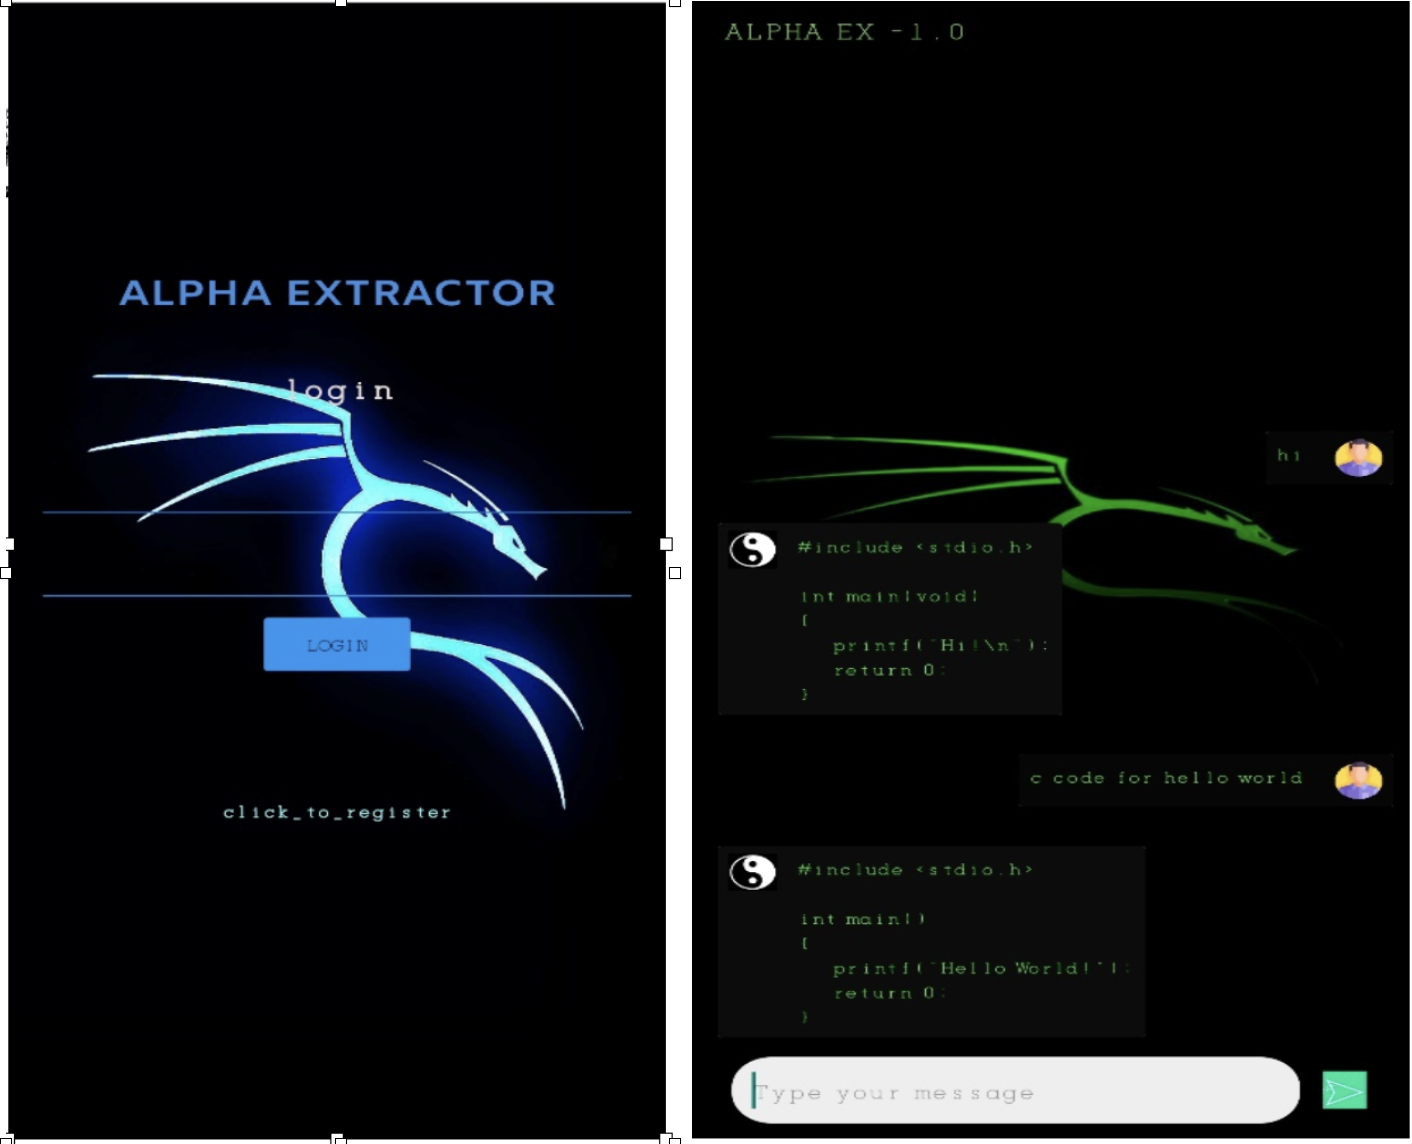 ALPHA EXTRACTOR
login
LOGIN
click_to_register
ALPHA EX -1.0
hi
#include <stdio.h>
int main(void)
{
printf("Hi!\n");
return 0;
}
c code for hello world
#include <stdio.h>
int main()
{
printf("Hello World!");
return 0;
}
Type your message